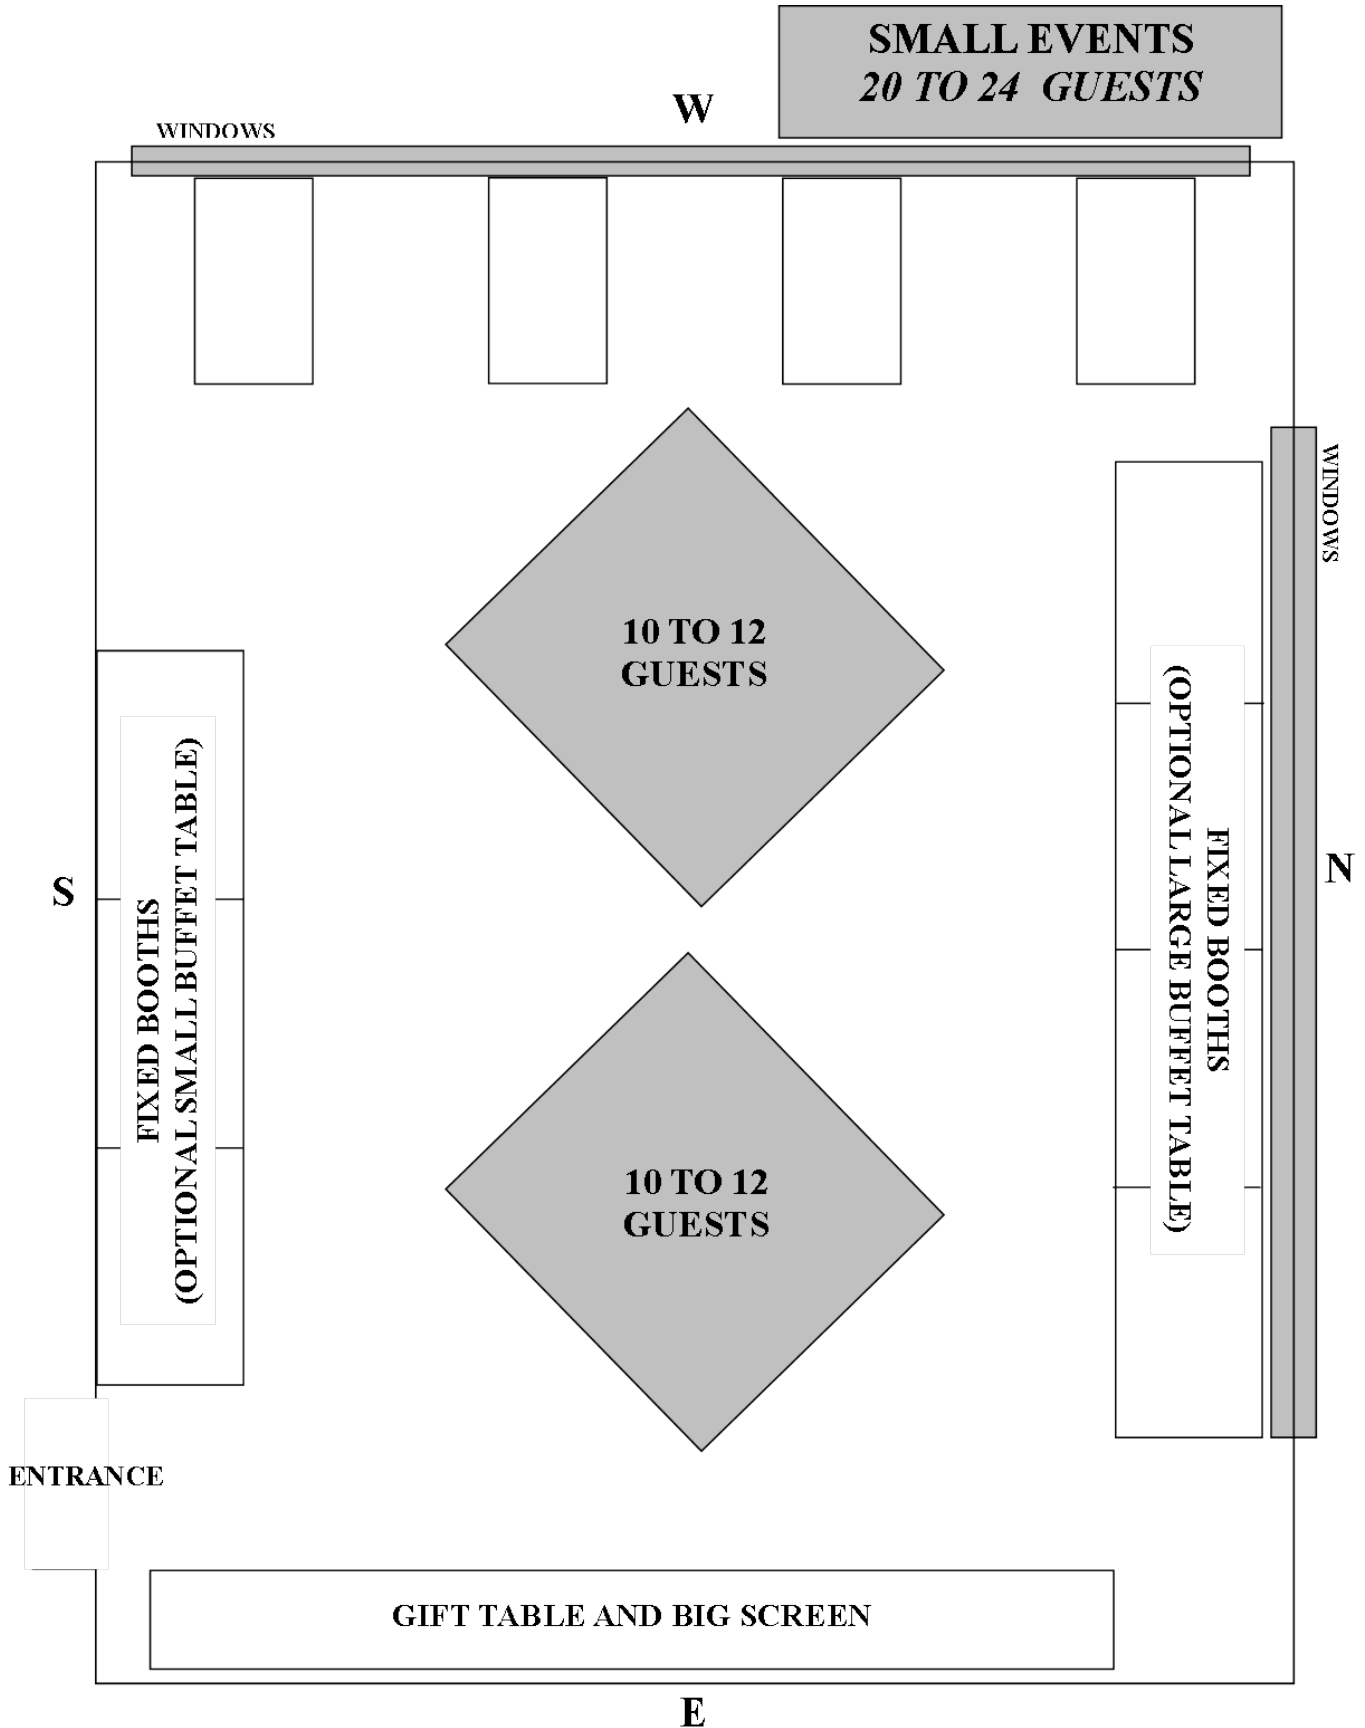 SMALL EVENTS
20 TO 24 GUESTS
W
WINDOWS
WINDOWS
10 TO 12
GUESTS
S
FIXED BOOTHS
(OPTIONAL SMALL BUFFET TABLE)
FIXED BOOTHS
(OPTIONAL LARGE BUFFET TABLE)
N
10 TO 12
GUESTS
ENTRANCE
GIFT TABLE AND BIG SCREEN
E